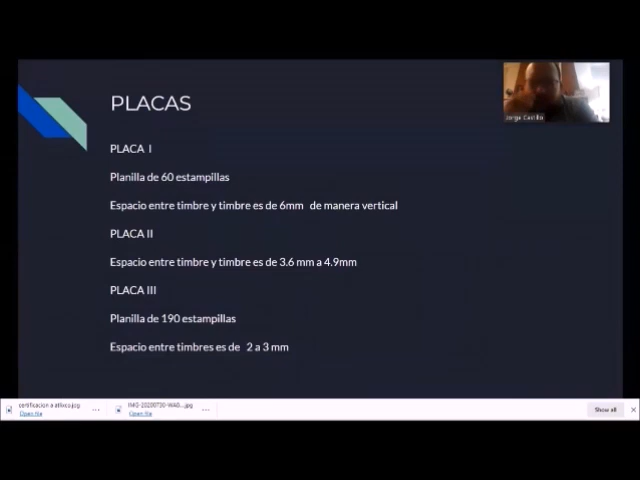 PLACAS
Jorge Castillo
PLACA I
Planilla de 60 estampillas
Espacio entre timbre y timbre es de 6mm de manera vertical
PLACA II
Espacio entre timbre y timbre es de 3.6 mm a 4.9mm
PLACA III
Planilla de 190 estampillas
Espacio entre timbres es de 2 a 3 mm
certificacion a atlixco.jpg
Open file
IMG-20200730-WA0....jpg
Open file
Show all